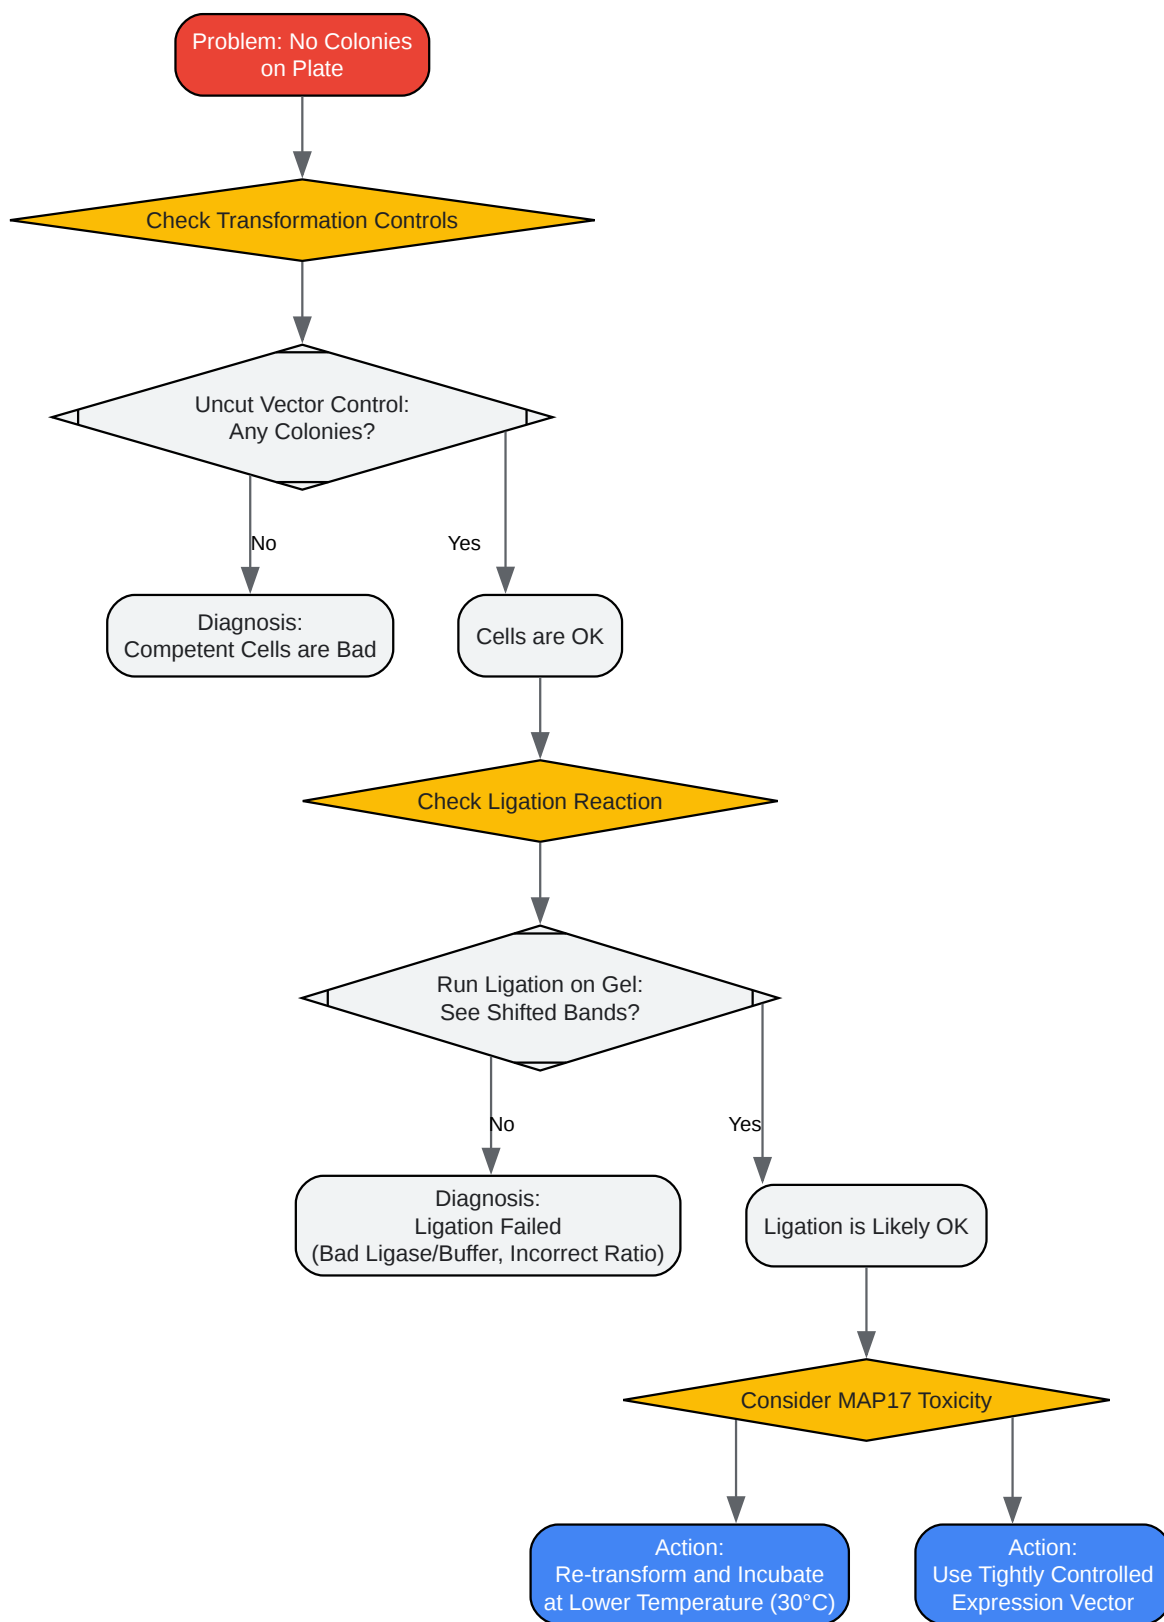 Problem: No Colonies
on Plate
Check Transformation Controls
Uncut Vector Control:
Any Colonies?
No
Yes
Diagnosis:
Competent Cells are Bad
Cells are OK
Check Ligation Reaction
Run Ligation on Gel:
See Shifted Bands?
No
Yes
Diagnosis:
Ligation Failed
(Bad Ligase/Buffer, Incorrect Ratio)
Ligation is Likely OK
Consider MAP17 Toxicity
Action:
Re-transform and Incubate
at Lower Temperature (30°C)
Action:
Use Tightly Controlled
Expression Vector